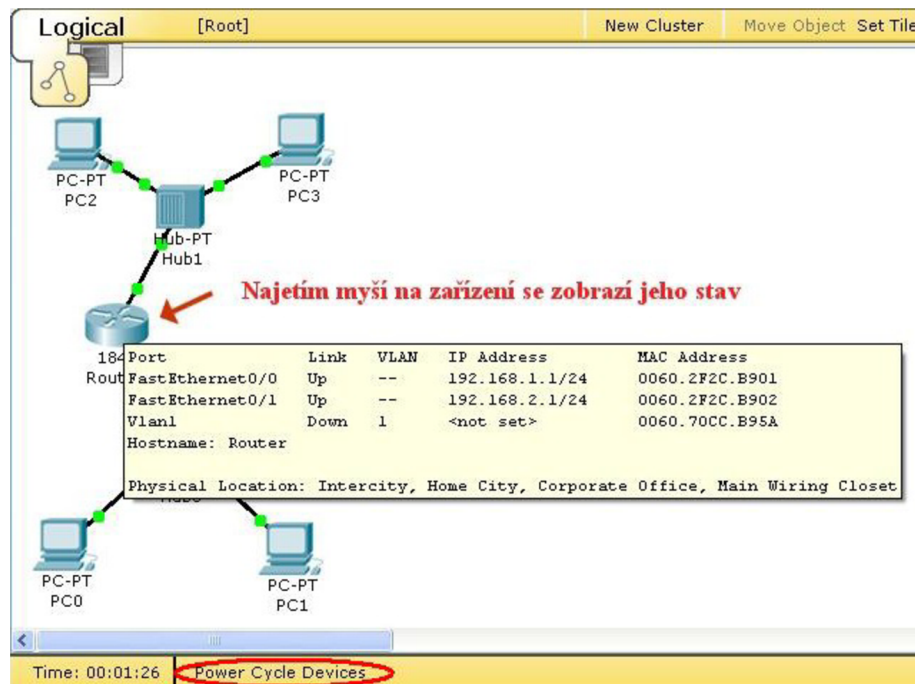 Logical [Root] New Cluster Move Object Set Tile
PC-PT
PC2
PC-PT
PC3
Hub-PT
Hub1
Najetím myší na zařízení se zobrazí jeho stav
184
Rout
Port Link VLAN IP Address MAC Address
FastEthernet0/0 Up -- 192.168.1.1/24 0060.2F2C.B901
FastEthernet0/1 Up -- 192.168.2.1/24 0060.2F2C.B902
Vlan1 Down 1 <not set> 0060.70CC.B95A
Hostname: Router
Physical Location: Intercity, Home City, Corporate Office, Main Wiring Closet
PC-PT
PC0
PC-PT
PC1
Time: 00:01:26 Power Cycle Devices